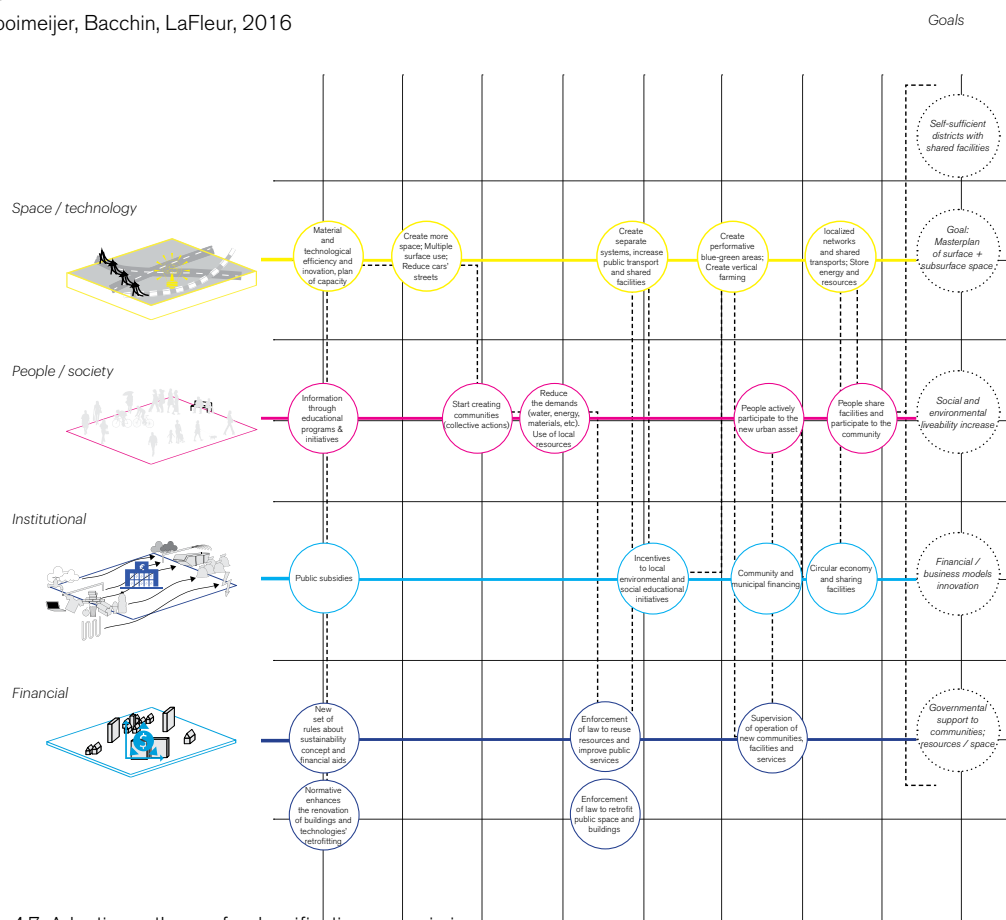 ooimeijer, Bacchin, LaFleur, 2016
Goals
Self-sufficient
districts with
shared facilities
Space / technology
Material
and
technological
efficiency and
inovation, plan
of capacity
Create more
space; Multiple
surface use;
Reduce cars'
streets
Create
separate
systems, increase
public transport
and shared
facilities
Create
performative
blue-green areas;
Create vertical
farming
localized
networks
and shared
transports; Store
energy and
resources
Goal:
Masterplan
of surface +
subsurface space
People / society
Information
through
educational
programs &
initiatives
Start creating
communities
(collective actions)
Reduce
the demands
(water, energy,
materials, etc).
Use of local
resources
People actively
participate to the
new urban asset
People share
facilities and
participate to the
community
Social and
environmental
liveability increase
Institutional
Public subsidies
Incentives
to local
environmental and
social educational
initiatives
Community and
municipal financing
Circular economy
and sharing
facilities
Financial /
business models
innovation
Financial
New
set of
rules about
sustainability
concept and
financial aids
Enforcement
of law to reuse
resources and
improve public
services
Supervision
of operation of
new communities,
facilities and
services
Governmental
support to
communities;
resources / space
Normative
enhances
the renovation
of buildings and
technologies'
retrofitting
Enforcement
of law to retrofit
public space and
buildings